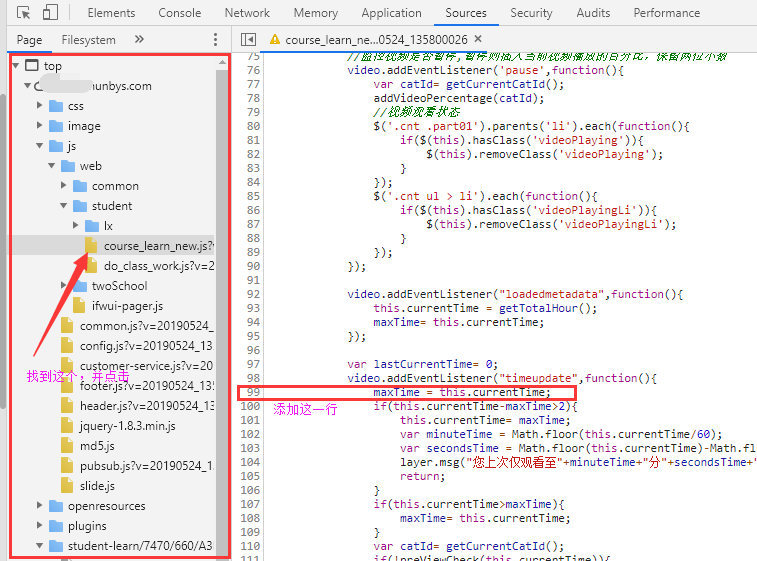 Elements Console Network Memory Application Sources Security Audits Performance
Page Filesystem »
course_learn_ne…0524_135800026 ×
top
hunbys.com
css
image
js
web
common
student
lx
course_learn_new.js?v
do_class_work.js?v=2
twoSchool
ifwui-pager.js
common.js?v=20190524_
config.js?v=20190524_13
customer-service.js?v=20
找到这个，并点击
footer.js?v=20190524_135
header.js?v=20190524_13
jquery-1.8.3.min.js
md5.js
pubsub.js?v=20190524_1
slide.js
openresources
plugins
student-learn/7470/660/A3
75 //监控视频是否暂停,暂停则插入当前视频播放的百分比，保留两位小数
76 video.addEventListener('pause',function(){
77 var catId= getCurrentCatId();
78 addVideoPercentage(catId);
79 //视频观看状态
80 $('.cnt .part01').parents('li').each(function(){
81 if($(this).hasClass('videoPlaying')){
82 $(this).removeClass('videoPlaying');
83 }
84 });
85 $('.cnt ul > li').each(function(){
86 if($(this).hasClass('videoPlayingLi')){
87 $(this).removeClass('videoPlayingLi');
88 }
89 });
90 });
91
92 video.addEventListener("loadedmetadata",function(){
93 this.currentTime = getTotalHour();
94 maxTime= this.currentTime;
95 });
96
97 var lastCurrentTime= 0;
98 video.addEventListener("timeupdate",function(){
99 maxTime = this.currentTime;
添加这一行
100 if(this.currentTime-maxTime>2){
101 this.currentTime= maxTime;
102 var minuteTime = Math.floor(this.currentTime/60);
103 var secondsTime = Math.floor(this.currentTime)-Math.fl
104 layer.msg("您上次仅观看至"+minuteTime+"分"+secondsTime+"
105 return;
106 }
107 if(this.currentTime>maxTime){
108 maxTime= this.currentTime;
109 }
110 var catId= getCurrentCatId();
111 if(!preViewCheck(this.currentTime)){